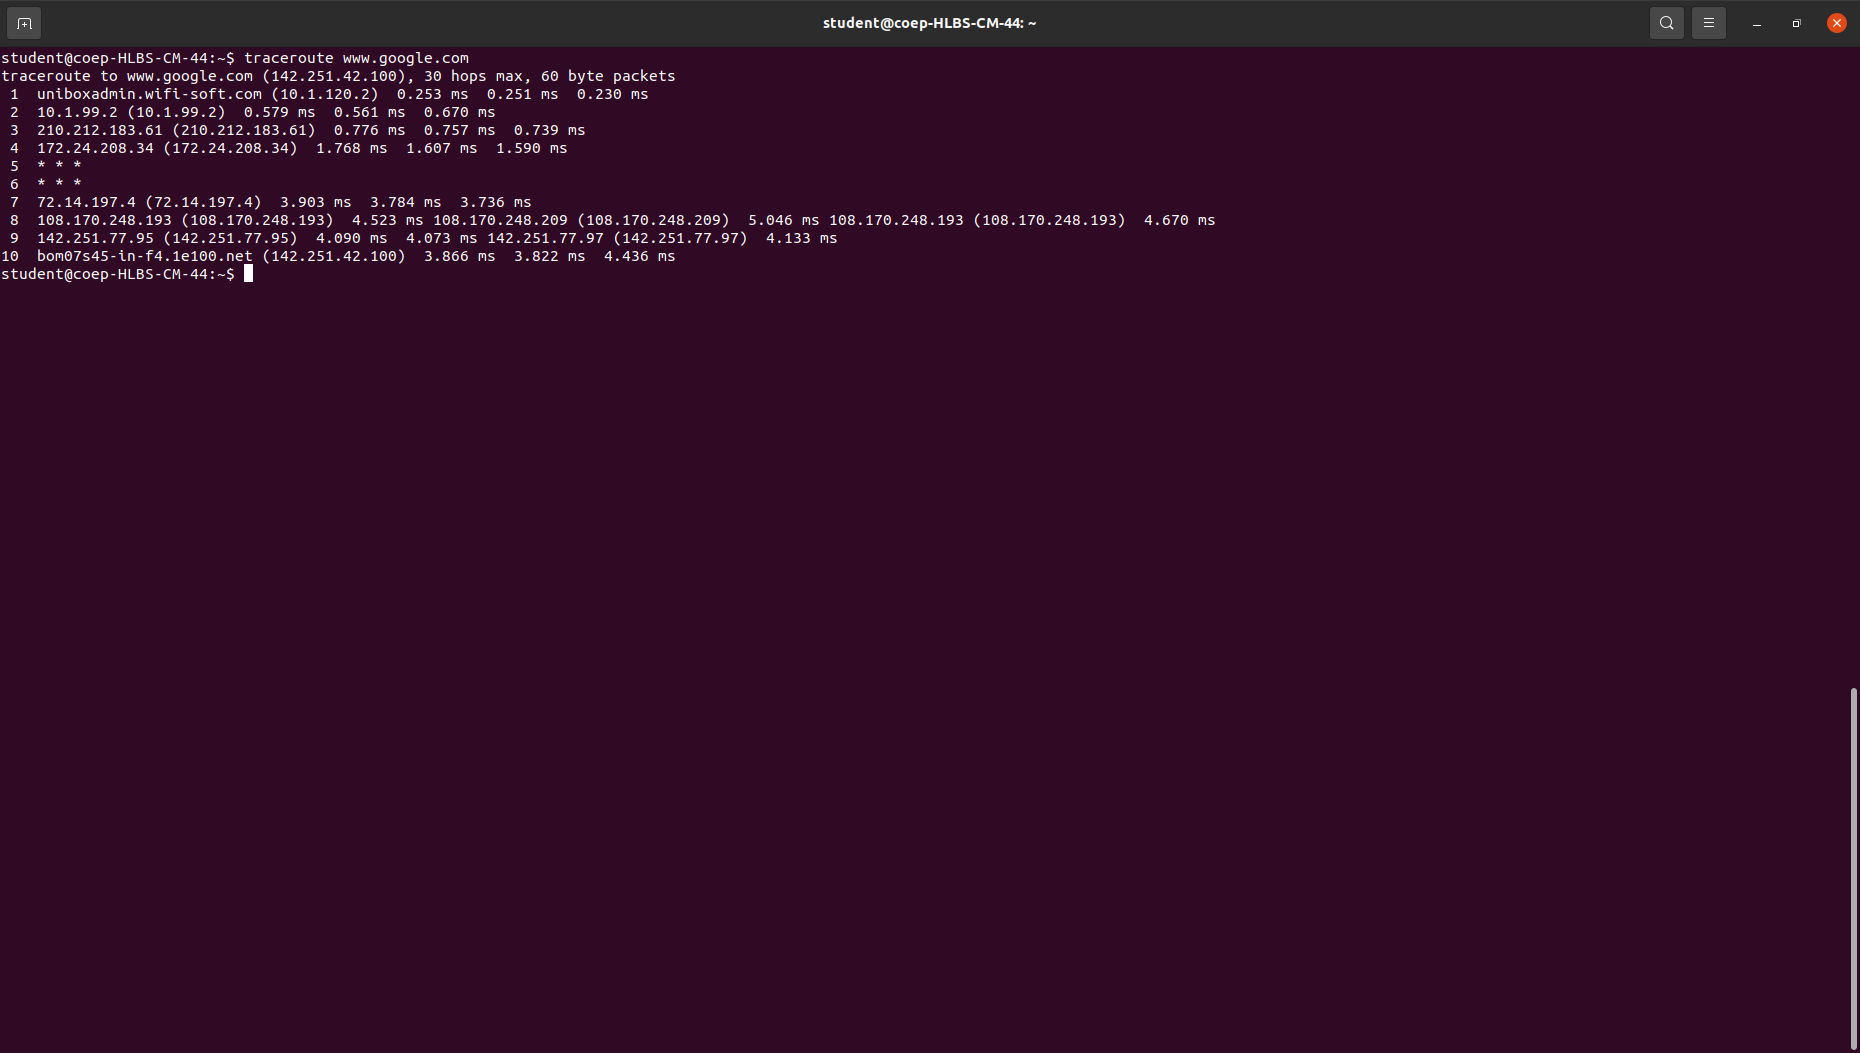 student@coep-HLBS-CM-44: ~
student@coep-HLBS-CM-44:~$ traceroute www.google.com
traceroute to www.google.com (142.251.42.100), 30 hops max, 60 byte packets
 1  uniboxadmin.wifi-soft.com (10.1.120.2)  0.253 ms  0.251 ms  0.230 ms
 2  10.1.99.2 (10.1.99.2)  0.579 ms  0.561 ms  0.670 ms
 3  210.212.183.61 (210.212.183.61)  0.776 ms  0.757 ms  0.739 ms
 4  172.24.208.34 (172.24.208.34)  1.768 ms  1.607 ms  1.590 ms
 5  * * *
 6  * * *
 7  72.14.197.4 (72.14.197.4)  3.903 ms  3.784 ms  3.736 ms
 8  108.170.248.193 (108.170.248.193)  4.523 ms 108.170.248.209 (108.170.248.209)  5.046 ms 108.170.248.193 (108.170.248.193)  4.670 ms
 9  142.251.77.95 (142.251.77.95)  4.090 ms  4.073 ms 142.251.77.97 (142.251.77.97)  4.133 ms
10  bom07s45-in-f4.1e100.net (142.251.42.100)  3.866 ms  3.822 ms  4.436 ms
student@coep-HLBS-CM-44:~$